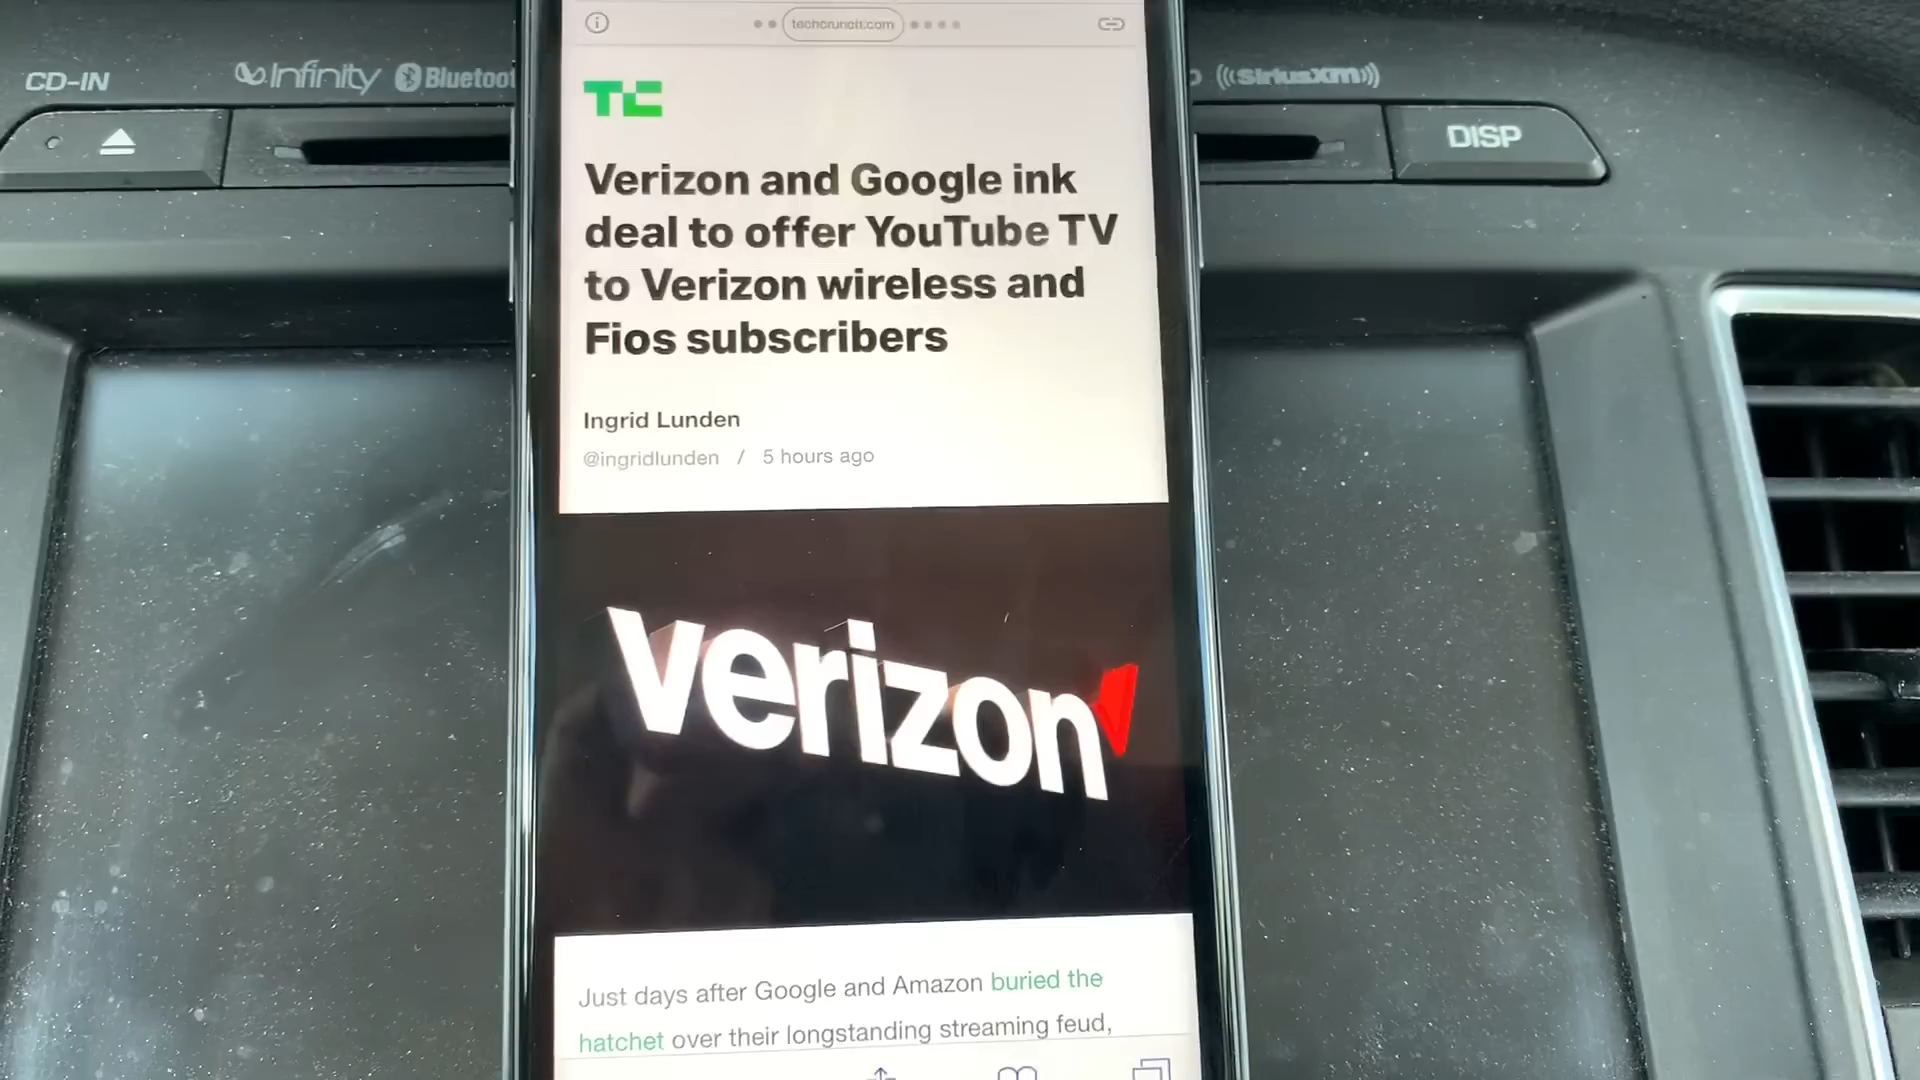 CD-IN
Infinity
Bluetoot
((SiriusXM))
DISP
techcrunch.com
TC
Verizon and Google ink
deal to offer YouTube TV
to Verizon wireless and
Fios subscribers
Ingrid Lunden
@ingridlunden / 5 hours ago
verizon
Just days after Google and Amazon buried the
hatchet over their longstanding streaming feud,